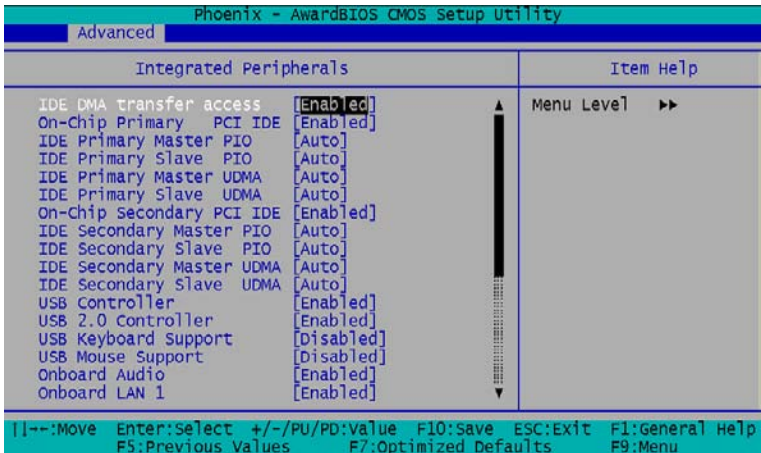 Phoenix - AwardBIOS CMOS Setup Utility
Advanced
Integrated Peripherals
Item Help
IDE DMA transfer access [Enabled]
On-Chip Primary PCI IDE [Enabled]
IDE Primary Master PIO [Auto]
IDE Primary Slave PIO [Auto]
IDE Primary Master UDMA [Auto]
IDE Primary Slave UDMA [Auto]
On-Chip Secondary PCI IDE [Enabled]
IDE Secondary Master PIO [Auto]
IDE Secondary Slave PIO [Auto]
IDE Secondary Master UDMA [Auto]
IDE Secondary Slave UDMA [Auto]
USB Controller [Enabled]
USB 2.0 Controller [Enabled]
USB Keyboard Support [Disabled]
USB Mouse Support [Disabled]
Onboard Audio [Enabled]
Onboard LAN 1 [Enabled]
Menu Level ▶▶
||→←:Move Enter:Select +/-/PU/PD:Value F10:Save ESC:Exit F1:General Help
F5:Previous Values F7:Optimized Defaults F9:Menu